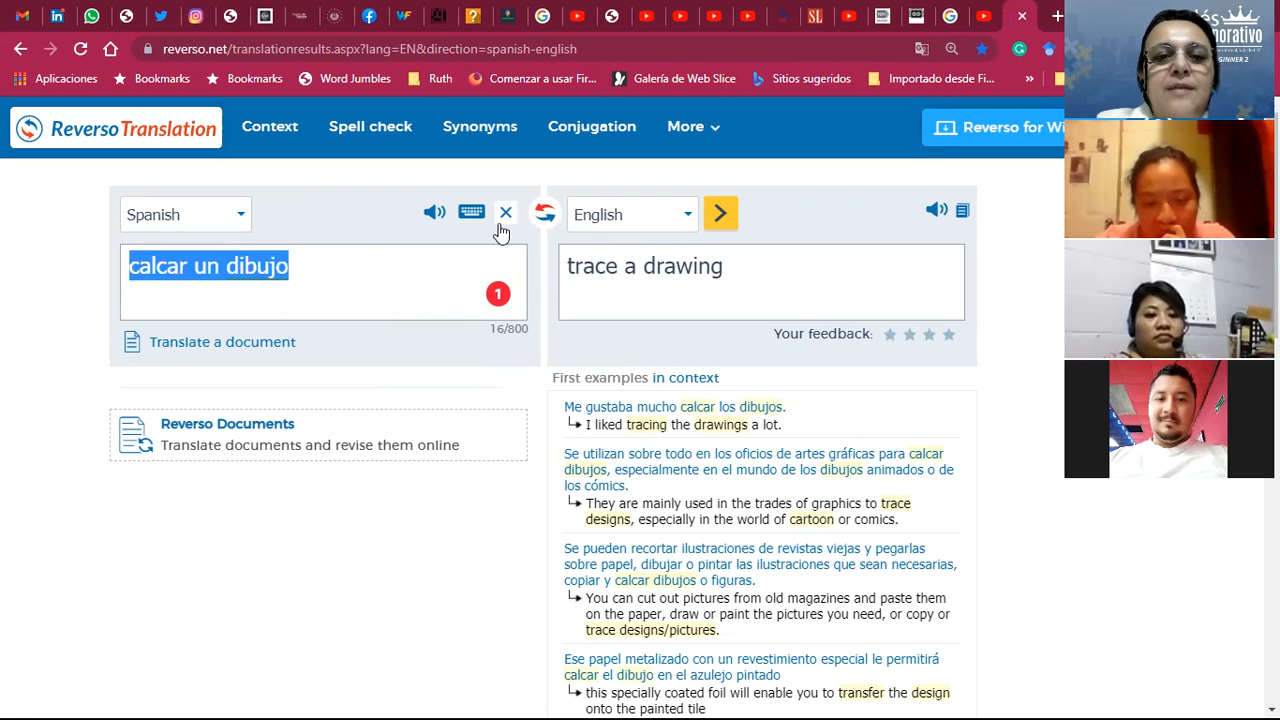 reverso.net/translationresults.aspx?lang=EN&direction=spanish-english
Aplicaciones
Bookmarks
Bookmarks
Word Jumbles
Ruth
Comenzar a usar Fir...
Galería de Web Slice
Sitios sugeridos
Importado desde Fi...
»
és
orporativo
GINNER 2
ReversoTranslation
Context
Spell check
Synonyms
Conjugation
More
Reverso for Wi
Spanish
English
calcar un dibujo
trace a drawing
1
16/800
Translate a document
Your feedback:
First examples in context
Reverso Documents
Translate documents and revise them online
Me gustaba mucho calcar los dibujos.
I liked tracing the drawings a lot.
Se utilizan sobre todo en los oficios de artes gráficas para calcar
dibujos, especialmente en el mundo de los dibujos animados o de
los cómics.
They are mainly used in the trades of graphics to trace
designs, especially in the world of cartoon or comics.
Se pueden recortar ilustraciones de revistas viejas y pegarlas
sobre papel, dibujar o pintar las ilustraciones que sean necesarias,
copiar y calcar dibujos o figuras.
You can cut out pictures from old magazines and paste them
on the paper, draw or paint the pictures you need, or copy or
trace designs/pictures.
Ese papel metalizado con un revestimiento especial le permitirá
calcar el dibujo en el azulejo pintado
this specially coated foil will enable you to transfer the design
onto the painted tile